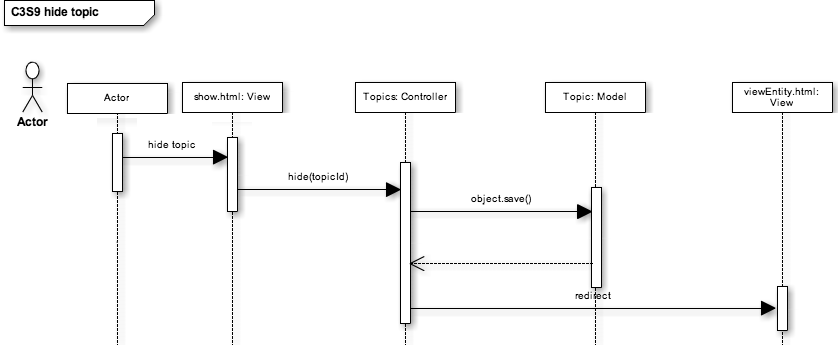 C3S9 hide topic
Actor
Actor
show.html: View
Topics: Controller
Topic: Model
viewEntity.html:
View
hide topic
hide(topicId)
object.save()
redirect